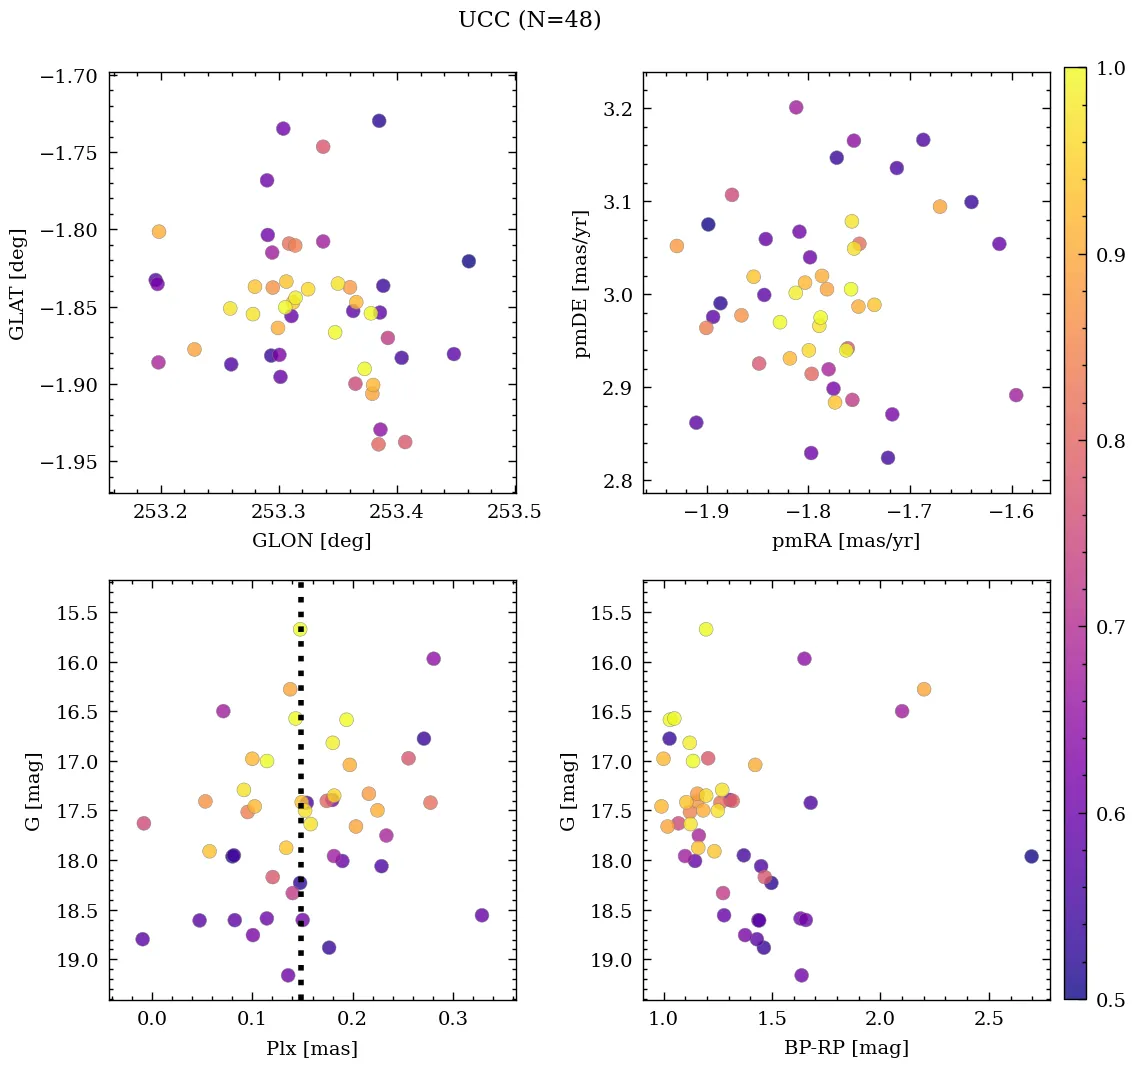 UCC (N=48)
−1.70
−1.75
−1.80
−1.85
−1.90
−1.95
GLAT [deg]
253.2 253.3 253.4 253.5
GLON [deg]
3.2
3.1
3.0
2.9
2.8
pmDE [mas/yr]
−1.9 −1.8 −1.7 −1.6
pmRA [mas/yr]
15.5
16.0
16.5
17.0
17.5
18.0
18.5
19.0
G [mag]
0.0 0.1 0.2 0.3
Plx [mas]
15.5
16.0
16.5
17.0
17.5
18.0
18.5
19.0
G [mag]
1.0 1.5 2.0 2.5
BP-RP [mag]
1.0
0.9
0.8
0.7
0.6
0.5